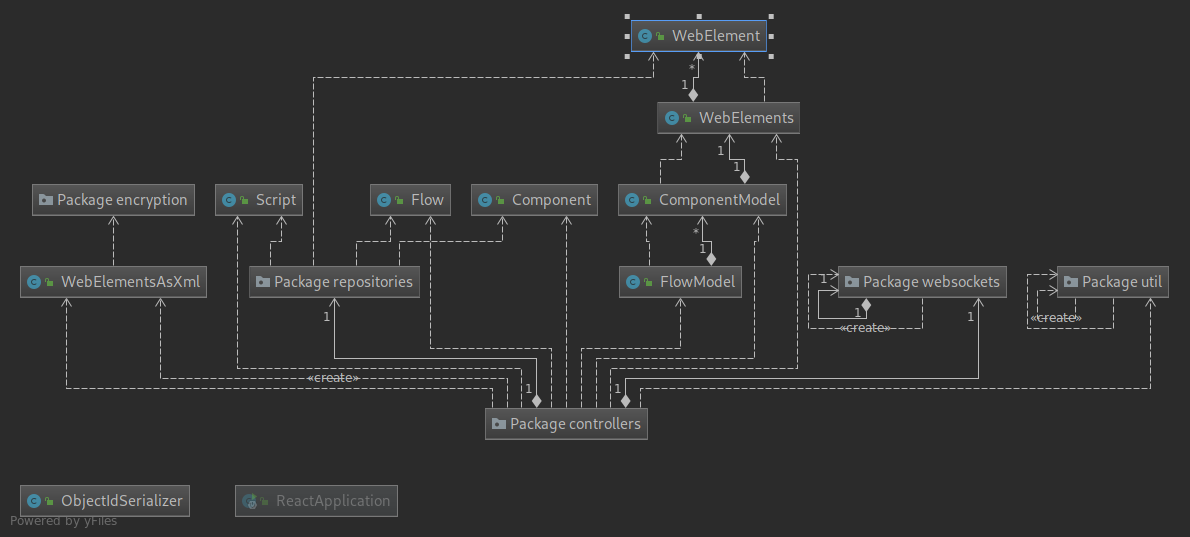 WebElement
*
1
WebElements
1
1
Package encryption
Script
Flow
Component
ComponentModel
*
1
WebElementsAsXml
Package repositories
FlowModel
1
Package websockets
Package util
1
1
1
«create»
«create»
«create»
1
1
Package controllers
ObjectIdSerializer
ReactApplication
Powered by yFiles